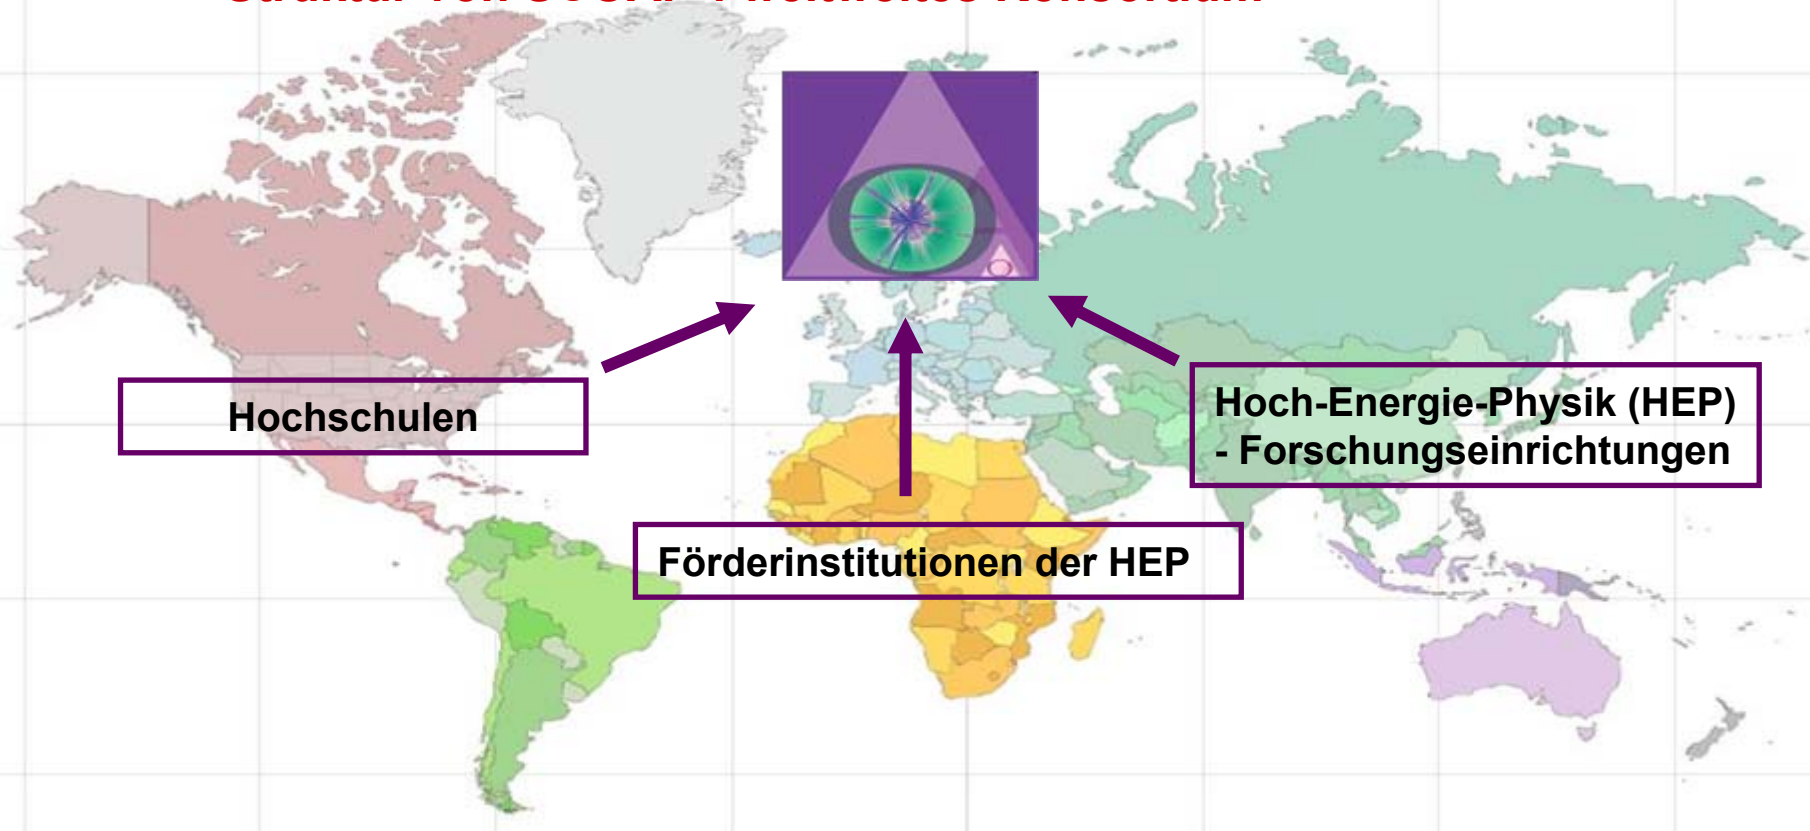 Hochschulen
Hoch-Energie-Physik (HEP)
- Forschungseinrichtungen
Förderinstitutionen der HEP